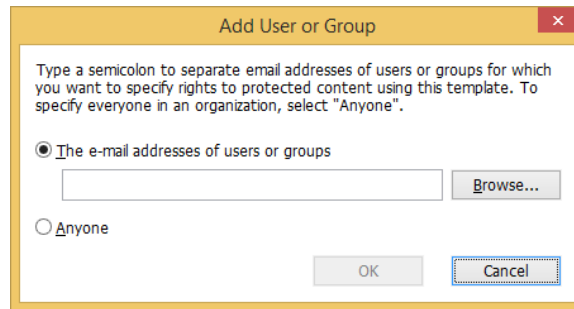 Add User or Group
Type a semicolon to separate email addresses of users or groups for which
you want to specify rights to protected content using this template. To
specify everyone in an organization, select "Anyone".
The e-mail addresses of users or groups
Browse...
Anyone
OK
Cancel